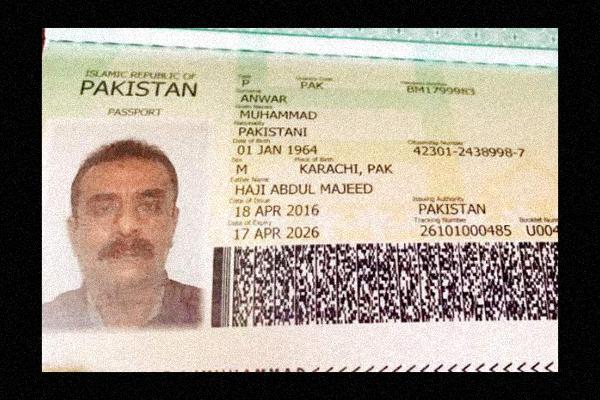 ISLAMIC REPUBLIC OF
PAKISTAN
PASSPORT
Type
P
Country Code
PAK
Passport Number
BM1799983
Surname
ANWAR
Given Names
MUHAMMAD
Nationality
PAKISTANI
Date of Birth
01 JAN 1964
Citizenship Number
42301-2438998-7
Sex
M
Place of Birth
KARACHI, PAK
Father Name
HAJI ABDUL MAJEED
Date of Issue
18 APR 2016
Issuing Authority
PAKISTAN
Date of Expiry
17 APR 2026
Tracking Number
26101000485
Booklet Num
U004